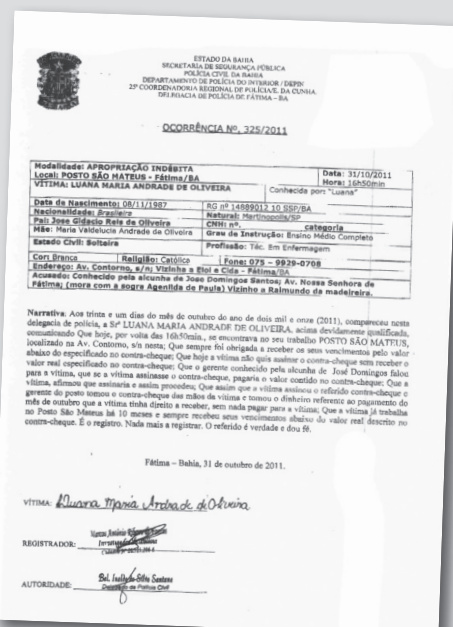 ESTADO DA BAHIA
SECRETARIA DE SEGURANÇA PÚBLICA
POLÍCIA CIVIL DA BAHIA
DEPARTAMENTO DE POLÍCIA DO INTERIOR / DEPIN
25ª COORDENADORIA REGIONAL DE POLÍCIA/E. DA CUNHA.
DELEGACIA DE POLÍCIA DE FÁTIMA – BA
OCORRÊNCIA Nº. 325/2011
Modalidade: APROPRIAÇÃO INDÉBITA
Local: POSTO SÃO MATEUS - Fátima/BA
Data: 31/10/2011
Hora: 16h50min
VÍTIMA: LUANA MARIA ANDRADE DE OLIVEIRA
Conhecida por: "Luana"
Data de Nascimento: 08/11/1987
RG nº 14889012 10 SSP/BA
Nacionalidade: Brasileira
Natural: Martinopolis/SP
Pai: Jose Gidacio Reis de Oliveira
CNH: nº. categoria
Mãe: Maria Valdelucie Andrade de Oliveira
Grau de Instrução: Ensino Médio Completo
Estado Civil: Solteira
Profissão: Téc. Em Enfermagem
Cor: Branca
Religião: Católico
Fone: 075 – 9929-0708
Endereço: Av. Contorno, s/n; Vizinha a Eloi e Cida - Fátima/BA
Acusado: Conhecido pela alcunha de Jose Domingos Santos; Av. Nossa Senhora de
Fátima; (mora com a sogra Agenilda de Paula) Vizinho a Raimundo da madeireira.
Narrativa: Aos trinta e um dias do mês de outubro do ano de dois mil e onze (2011), compareceu nesta
delegacia de polícia, a Srª LUANA MARIA ANDRADE DE OLIVEIRA, acima devidamente qualificada,
comunicando Que hoje, por volta das 16h50min., se encontrava no seu trabalho POSTO SÃO MATEUS,
localizado na Av. Contorno, s/n nesta; Que sempre foi obrigada a receber os seus vencimentos pelo valor
abaixo do especificado no contra-cheque; Que hoje a vítima não quis assinar o contra-cheque sem receber o
valor real especificado no contra-cheque; Que o gerente conhecido pela alcunha de José Domingos falou
para a vítima, que se a vítima assinasse o contra-cheque, pagaria o valor contido no contra-cheque; Que a
vítima, afirmou que assinaria e assim procedeu; Que assim que a vítima assinou o referido contra-cheque o
gerente do posto tomou o contra-cheque das mãos da vítima e tomou o dinheiro referente ao pagamento do
mês de outubro que a vítima tinha direito a receber, sem nada pagar para a vítima; Que a vítima já trabalha
no Posto São Mateus há 10 meses e sempre recebeu seus vencimentos abaixo do valor real descrito no
contra-cheque. É o registro. Nada mais a registrar. O referido é verdade e dou fé.
Fátima – Bahia, 31 de outubro de 2011.
VÍTIMA: Luana Maria Andrade de Oliveira
REGISTRADOR:
AUTORIDADE: Bel. Silva Santana
Delegado de Polícia Civil